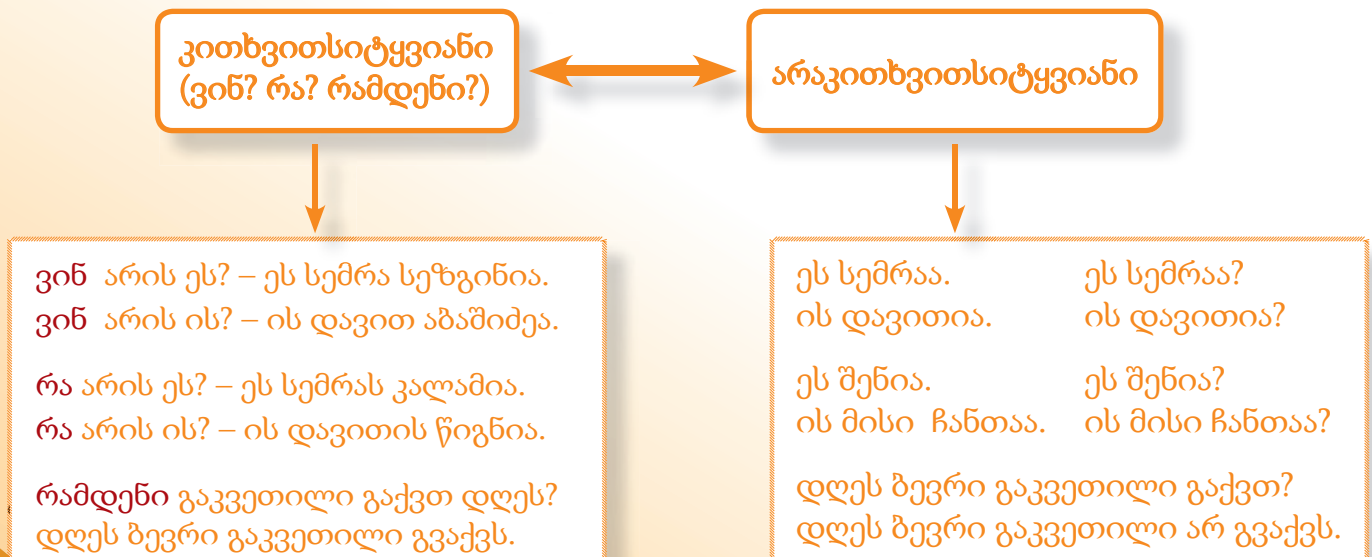 კითხვითსიტყვიანი
(ვინ? რა? რამდენი?)
არაკითხვითსიტყვიანი
ვინ არის ეს? – ეს სემრა სეზგინია.
ვინ არის ის? – ის დავით აბაშიძეა.
რა არის ეს? – ეს სემრას კალამია.
რა არის ის? – ის დავითის წიგნია.
რამდენი გაკვეთილი გაქვთ დღეს?
დღეს ბევრი გაკვეთილი გვაქვს.
ეს სემრაა. ეს სემრაა?
ის დავითია. ის დავითია?
ეს შენია. ეს შენია?
ის მისი ჩანთაა. ის მისი ჩანთაა?
დღეს ბევრი გაკვეთილი გაქვთ?
დღეს ბევრი გაკვეთილი არ გვაქვს.